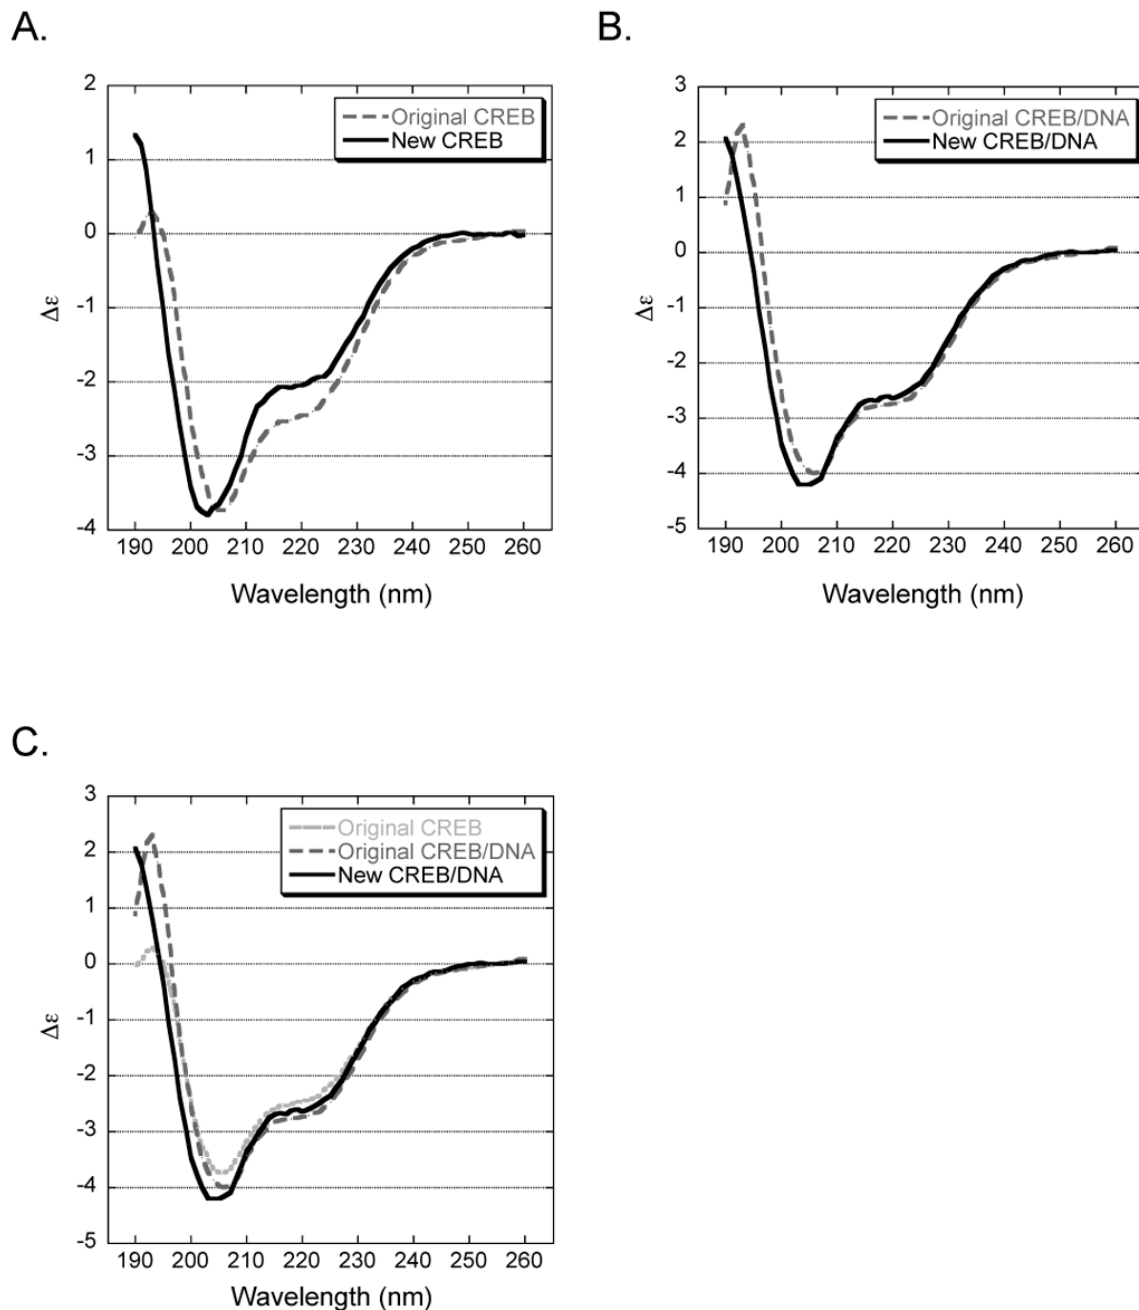 A.
2
1
0
-1
-2
-3
-4
Δε
Original CREB
New CREB
190 200 210 220 230 240 250 260
Wavelength (nm)
B.
3
2
1
0
-1
-2
-3
-4
-5
Δε
Original CREB/DNA
New CREB/DNA
190 200 210 220 230 240 250 260
Wavelength (nm)
C.
3
2
1
0
-1
-2
-3
-4
-5
Δε
Original CREB
Original CREB/DNA
New CREB/DNA
190 200 210 220 230 240 250 260
Wavelength (nm)